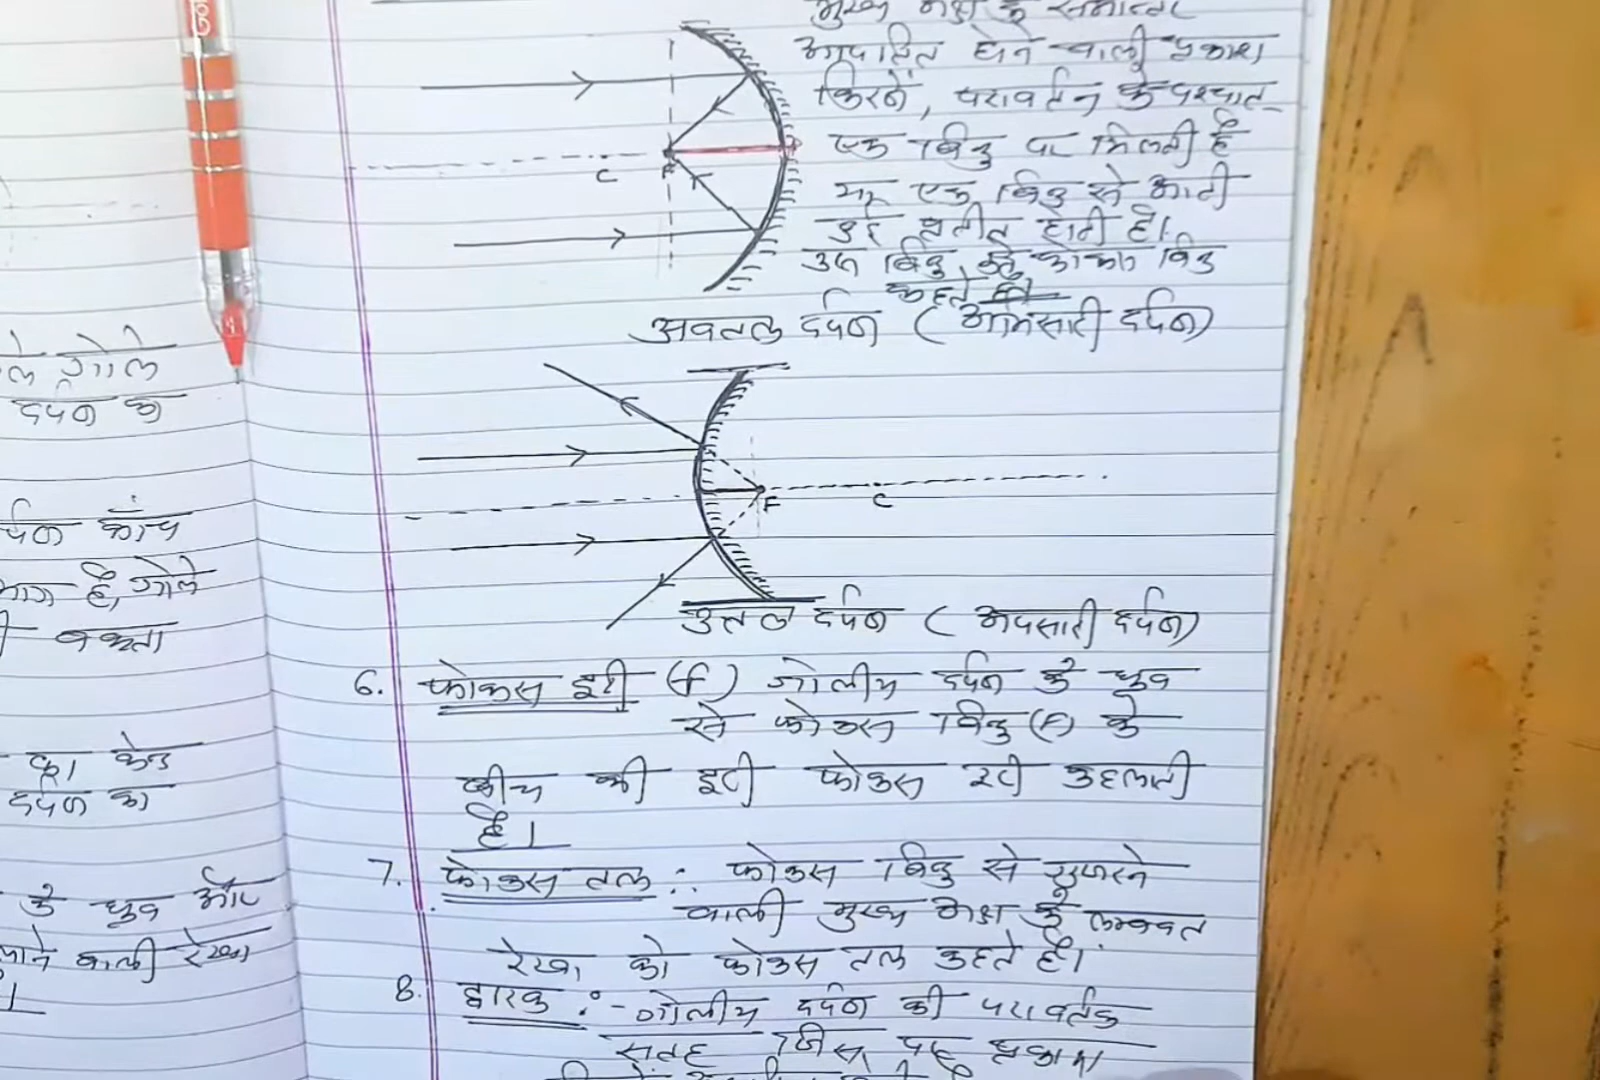 ले गोले
दर्पण के
र्पण काँच
भाग है, गोले
वक्रता
का केन्द्र
दर्पण का
के ध्रुव और
वाली रेखा
मुख्य अक्ष के समान्तर
आपतित होने वाली प्रकाश
किरणें, परावर्तन के पश्चात
एक बिन्दु पर मिलती है
या एक बिन्दु से आती
हुई प्रतीत होती है।
उस बिन्दु को फोकस बिन्दु
कहते हैं
C F
अवतल दर्पण (अभिसारी दर्पण)
F C
उत्तल दर्पण (अपसारी दर्पण)
6. फोकस दूरी (f) गोलीय दर्पण के ध्रुव
से फोकस बिन्दु (F) के
बीच की दूरी फोकस दूरी कहलाती
है।
7. फोकस तल : फोकस बिन्दु से गुजरने
वाली मुख्य अक्ष के लम्बवत
रेखा को फोकस तल कहते है।
8. द्वारक :- गोलीय दर्पण की परावर्तक
सतह जिस पर प्रकाश